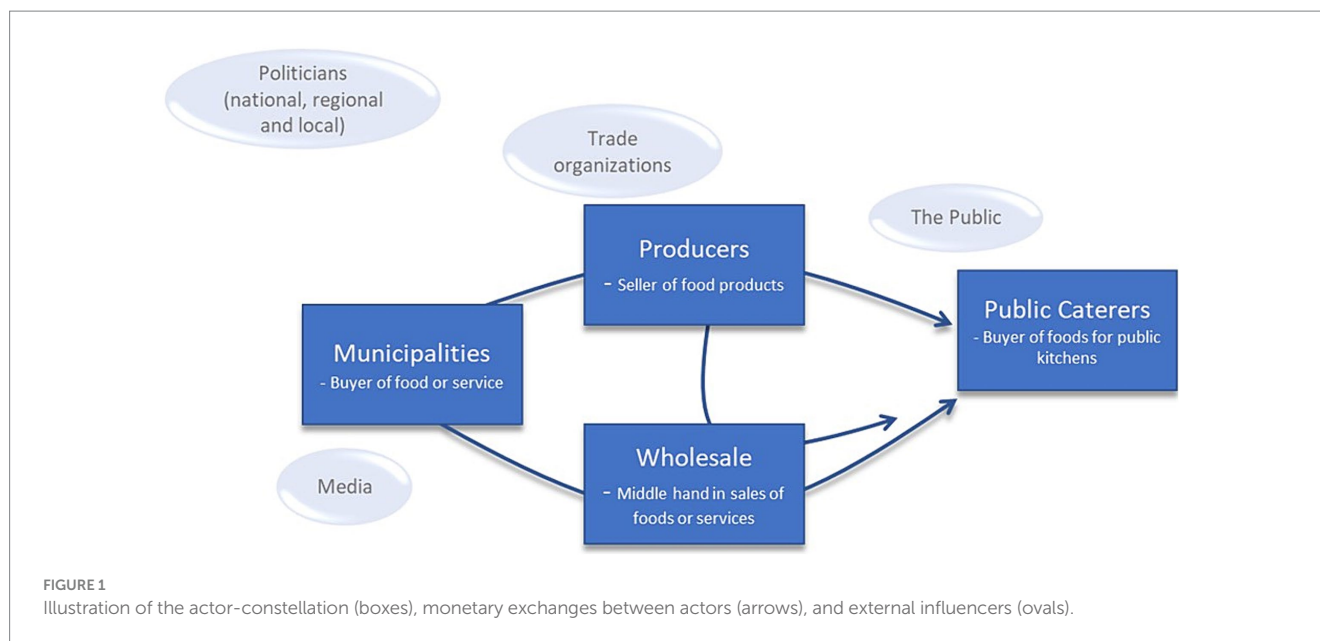 Politicians
(national, regional
and local)
Trade
organizations
The Public
Producers
- Seller of food products
Public Caterers
- Buyer of foods for public
kitchens
Municipalities
- Buyer of food or service
Wholesale
- Middle hand in sales of
foods or services
Media
FIGURE 1
Illustration of the actor-constellation (boxes), monetary exchanges between actors (arrows), and external influencers (ovals).